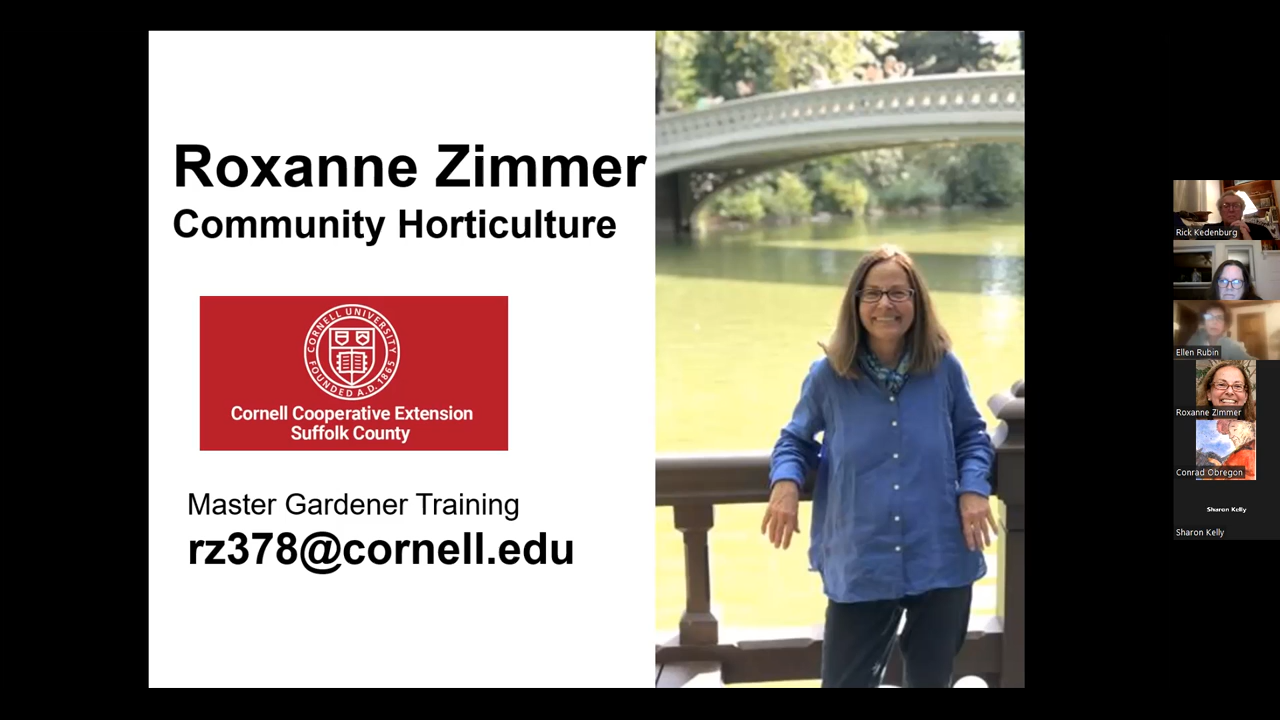 Roxanne Zimmer
Community Horticulture
CORNELL UNIVERSITY
FOUNDED A.D. 1865
Cornell Cooperative Extension
Suffolk County
Master Gardener Training
rz378@cornell.edu
Rick Kedenburg
Ellen Rubin
Roxanne Zimmer
Conrad Obregon
Sharon Kelly
Sharon Kelly